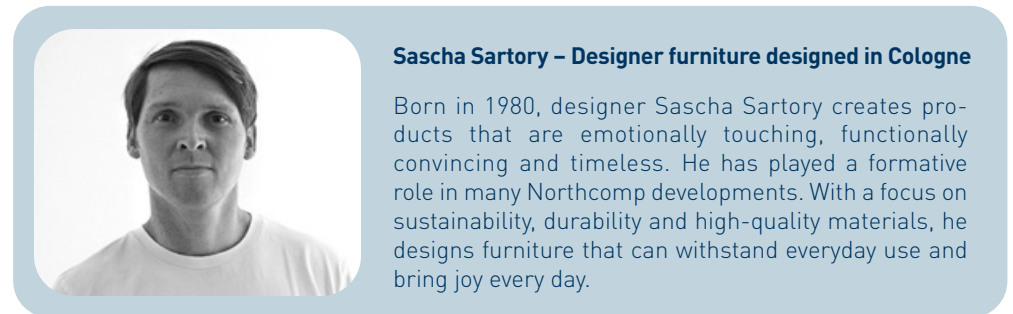 Sascha Sartory – Designer furniture designed in Cologne
Born in 1980, designer Sascha Sartory creates pro-
ducts that are emotionally touching, functionally
convincing and timeless. He has played a formative
role in many Northcomp developments. With a focus on
sustainability, durability and high-quality materials, he
designs furniture that can withstand everyday use and
bring joy every day.